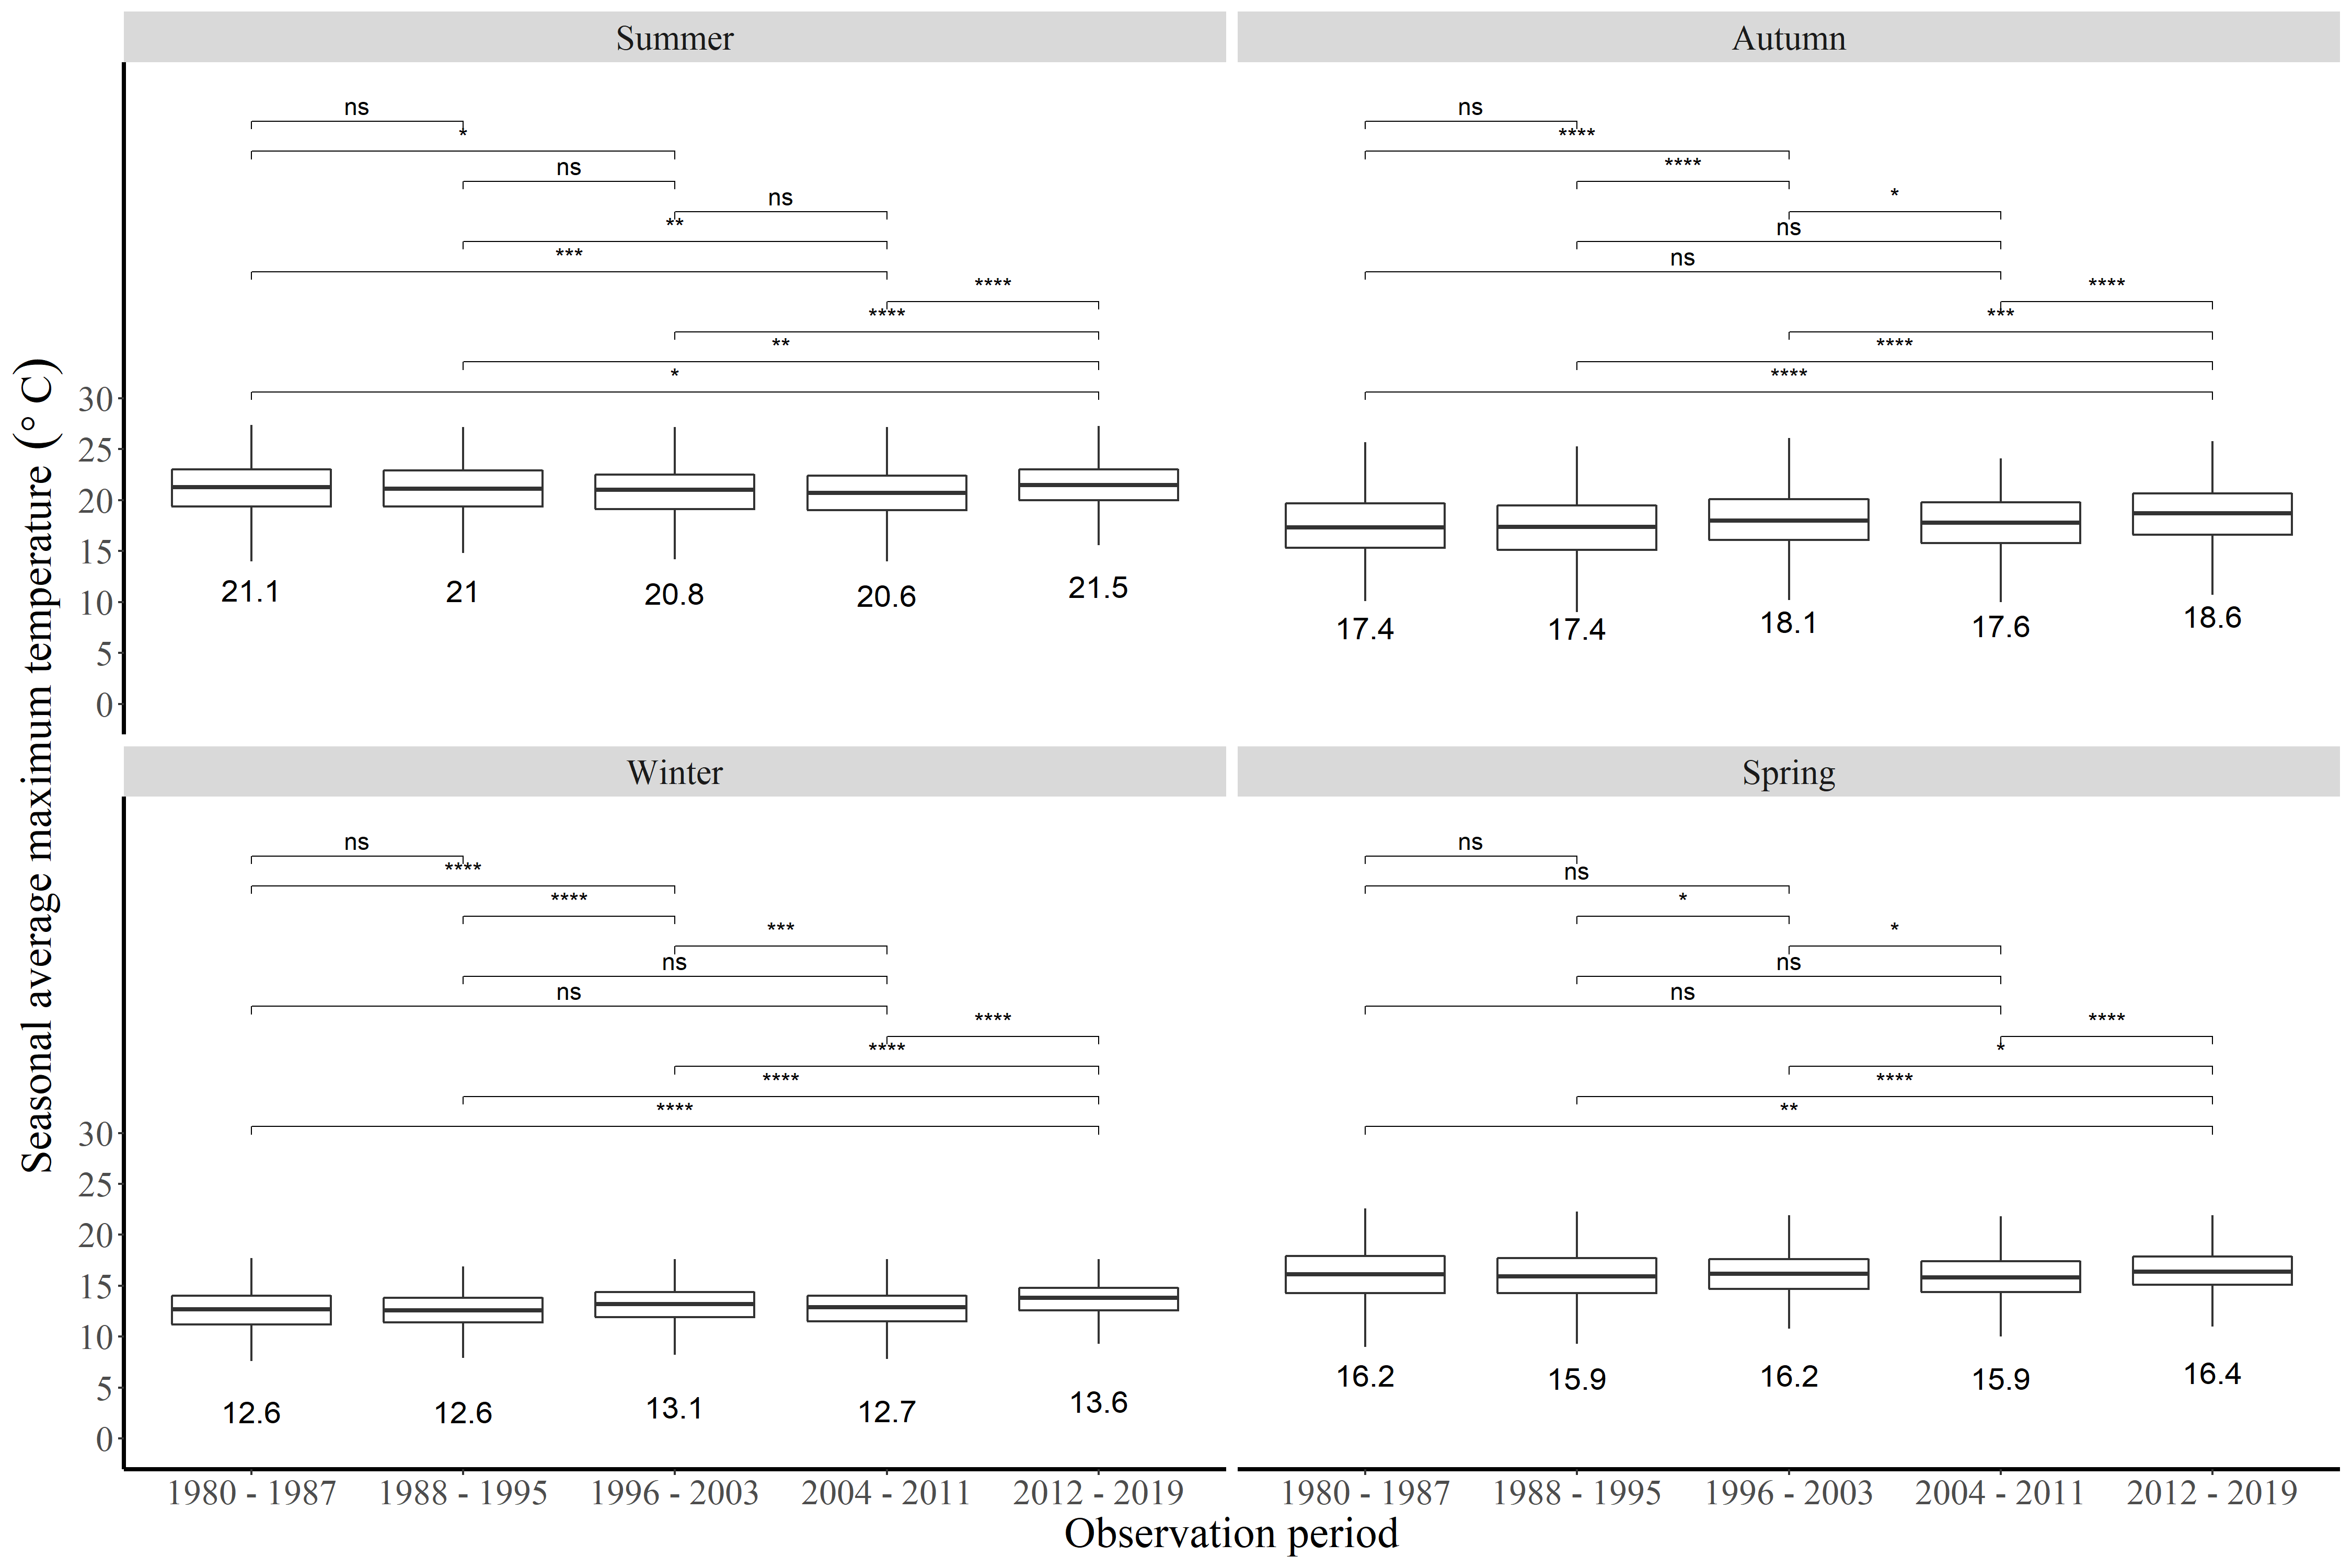 Summer
Autumn
ns
*
ns
ns
**
***
****
****
**
*
ns
****
****
*
ns
ns
****
***
****
****
30
25
20
15
10
5
0
21.1
21
20.8
20.6
21.5
17.4
17.4
18.1
17.6
18.6
Seasonal average maximum temperature (° C)
Winter
Spring
ns
****
****
***
ns
ns
****
****
****
****
ns
ns
*
*
ns
ns
****
*
****
**
30
25
20
15
10
5
0
12.6
12.6
13.1
12.7
13.6
16.2
15.9
16.2
15.9
16.4
1980 - 1987
1988 - 1995
1996 - 2003
2004 - 2011
2012 - 2019
1980 - 1987
1988 - 1995
1996 - 2003
2004 - 2011
2012 - 2019
Observation period